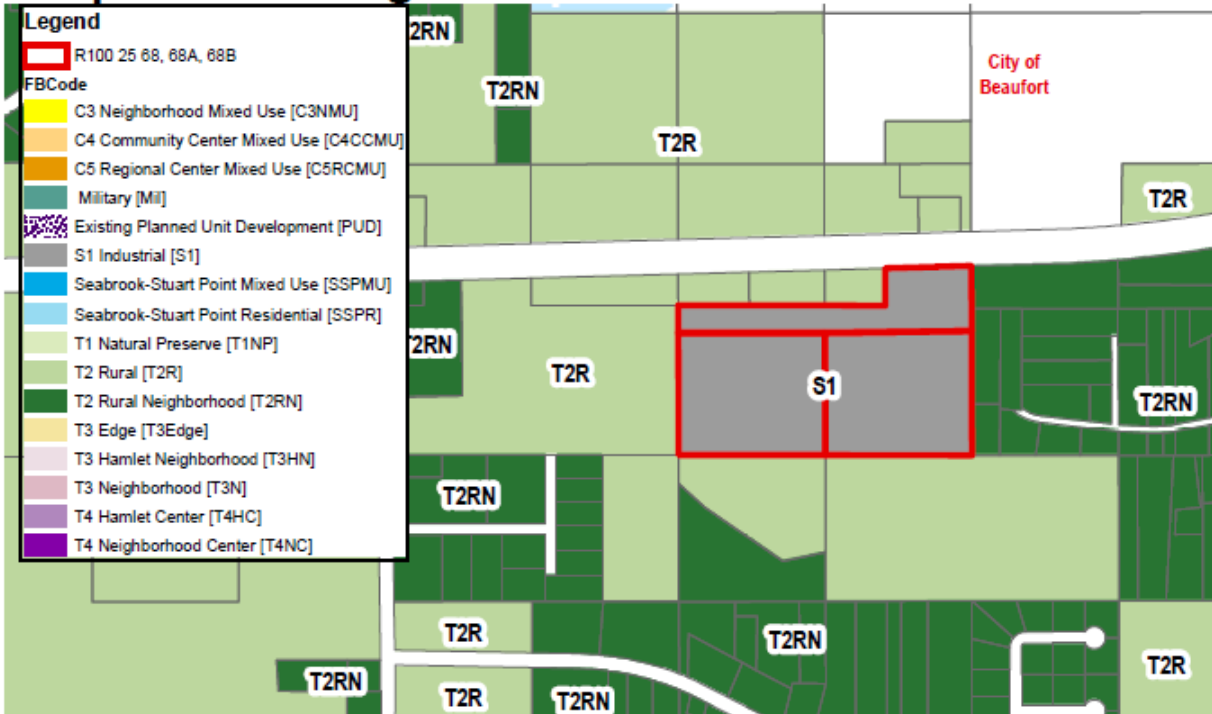 Legend
R100 25 68, 68A, 68B
FBCode
C3 Neighborhood Mixed Use [C3NMU]
C4 Community Center Mixed Use [C4CCMU]
C5 Regional Center Mixed Use [C5RCMU]
Military [Mil]
Existing Planned Unit Development [PUD]
S1 Industrial [S1]
Seabrook-Stuart Point Mixed Use [SSPMU]
Seabrook-Stuart Point Residential [SSPR]
T1 Natural Preserve [T1NP]
T2 Rural [T2R]
T2 Rural Neighborhood [T2RN]
T3 Edge [T3Edge]
T3 Hamlet Neighborhood [T3HN]
T3 Neighborhood [T3N]
T4 Hamlet Center [T4HC]
T4 Neighborhood Center [T4NC]
2RN
City of
Beaufort
T2RN
T2R
T2R
T2RN
T2R
S1
T2RN
T2RN
T2R
T2RN
T2R
T2RN
T2R
T2RN